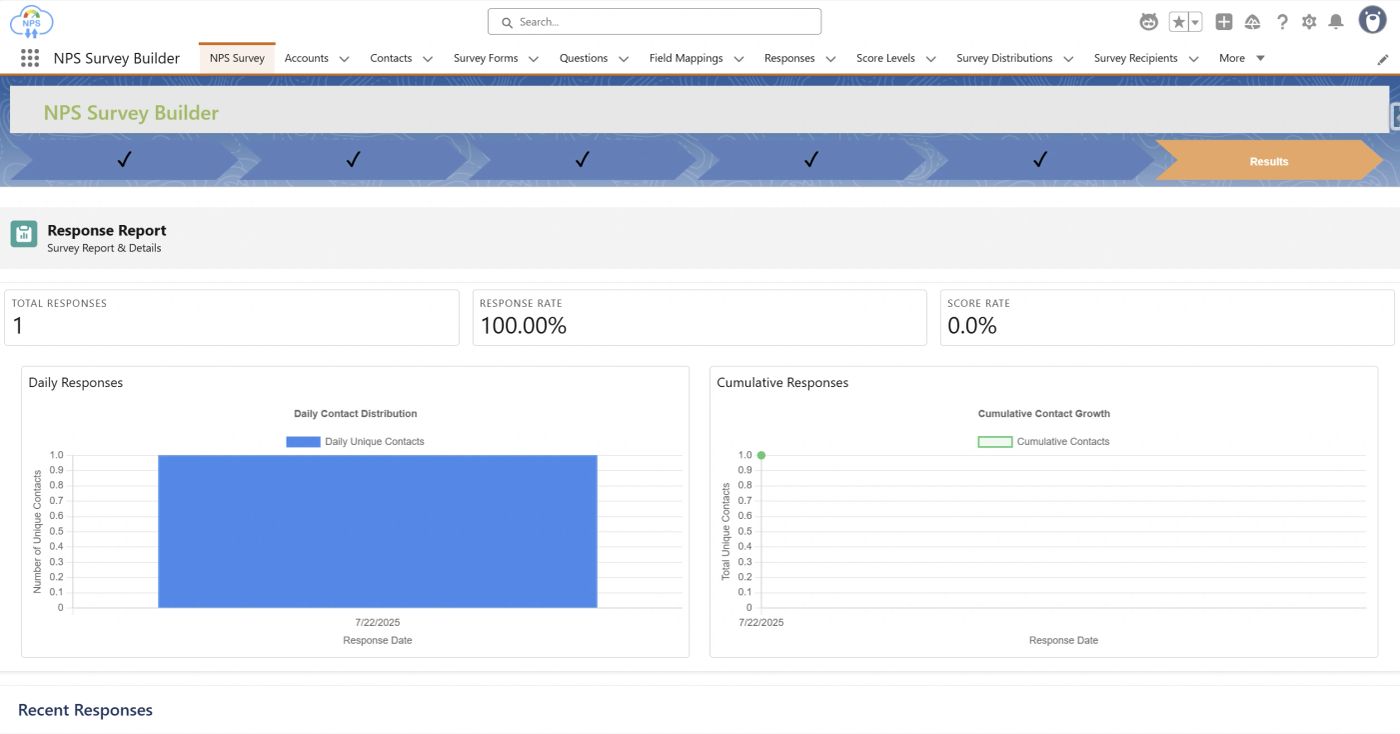 NPS
Search...
NPS Survey Builder
NPS Survey
Accounts
Contacts
Survey Forms
Questions
Field Mappings
Responses
Score Levels
Survey Distributions
Survey Recipients
More
NPS Survey Builder
Results
Response Report
Survey Report & Details
TOTAL RESPONSES
1
RESPONSE RATE
100.00%
SCORE RATE
0.0%
Daily Responses
Daily Contact Distribution
Daily Unique Contacts
Number of Unique Contacts
1.0
0.9
0.8
0.7
0.6
0.5
0.4
0.3
0.2
0.1
0
7/22/2025
Response Date
Cumulative Responses
Cumulative Contact Growth
Cumulative Contacts
Total Unique Contacts
1.0
0.9
0.8
0.7
0.6
0.5
0.4
0.3
0.2
0.1
0
7/22/2025
Response Date
Recent Responses